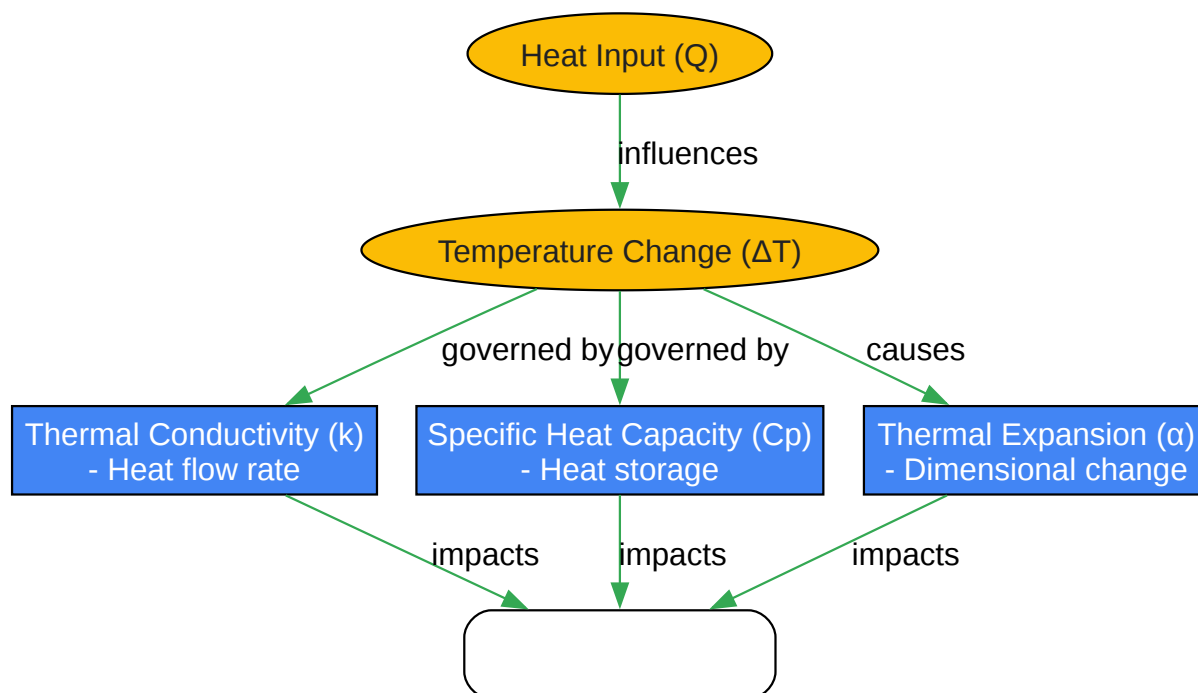 Heat Input (Q)
influences
Temperature Change (ΔT)
governed by
governed by
causes
Thermal Conductivity (k)
- Heat flow rate
Specific Heat Capacity (Cp)
- Heat storage
Thermal Expansion (α)
- Dimensional change
impacts
impacts
impacts